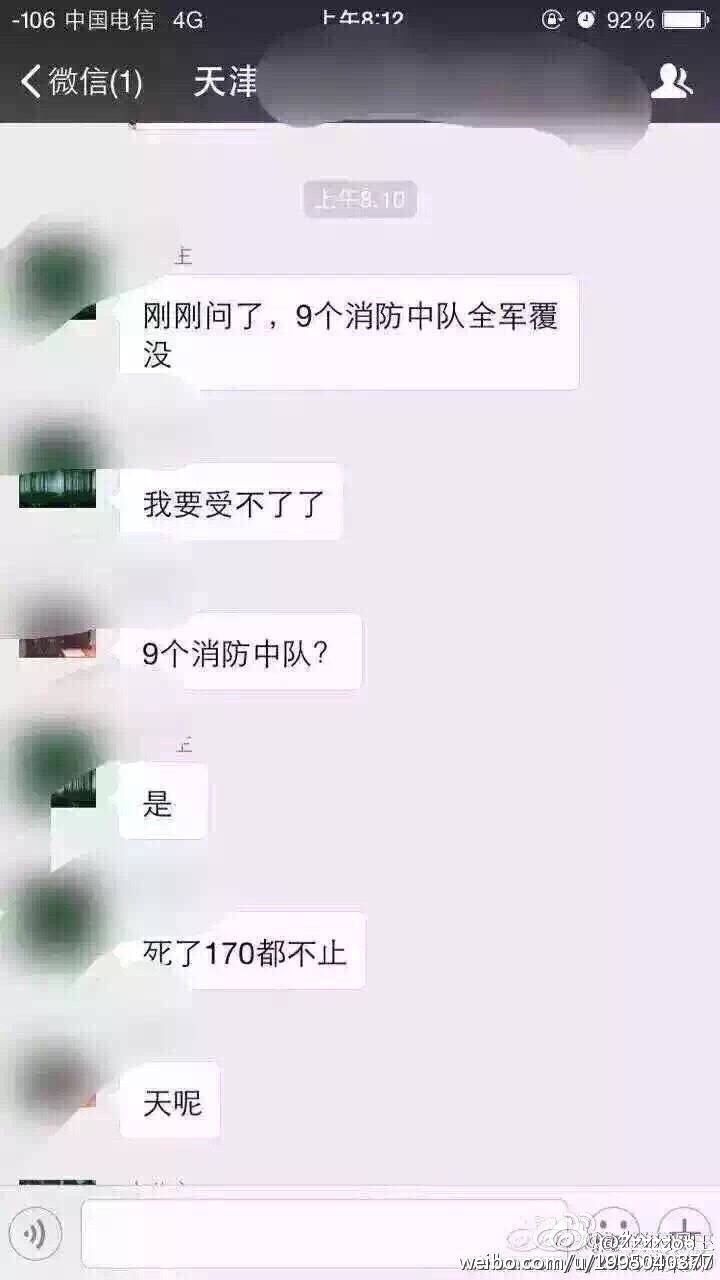 -106 中国电信 4G 上午8:12 92%
微信(1) 天津
上午8:10
刚刚问了，9个消防中队全军覆
没
我要受不了了
9个消防中队？
是
死了170都不止
天呢
weibo.com/u/1995040377